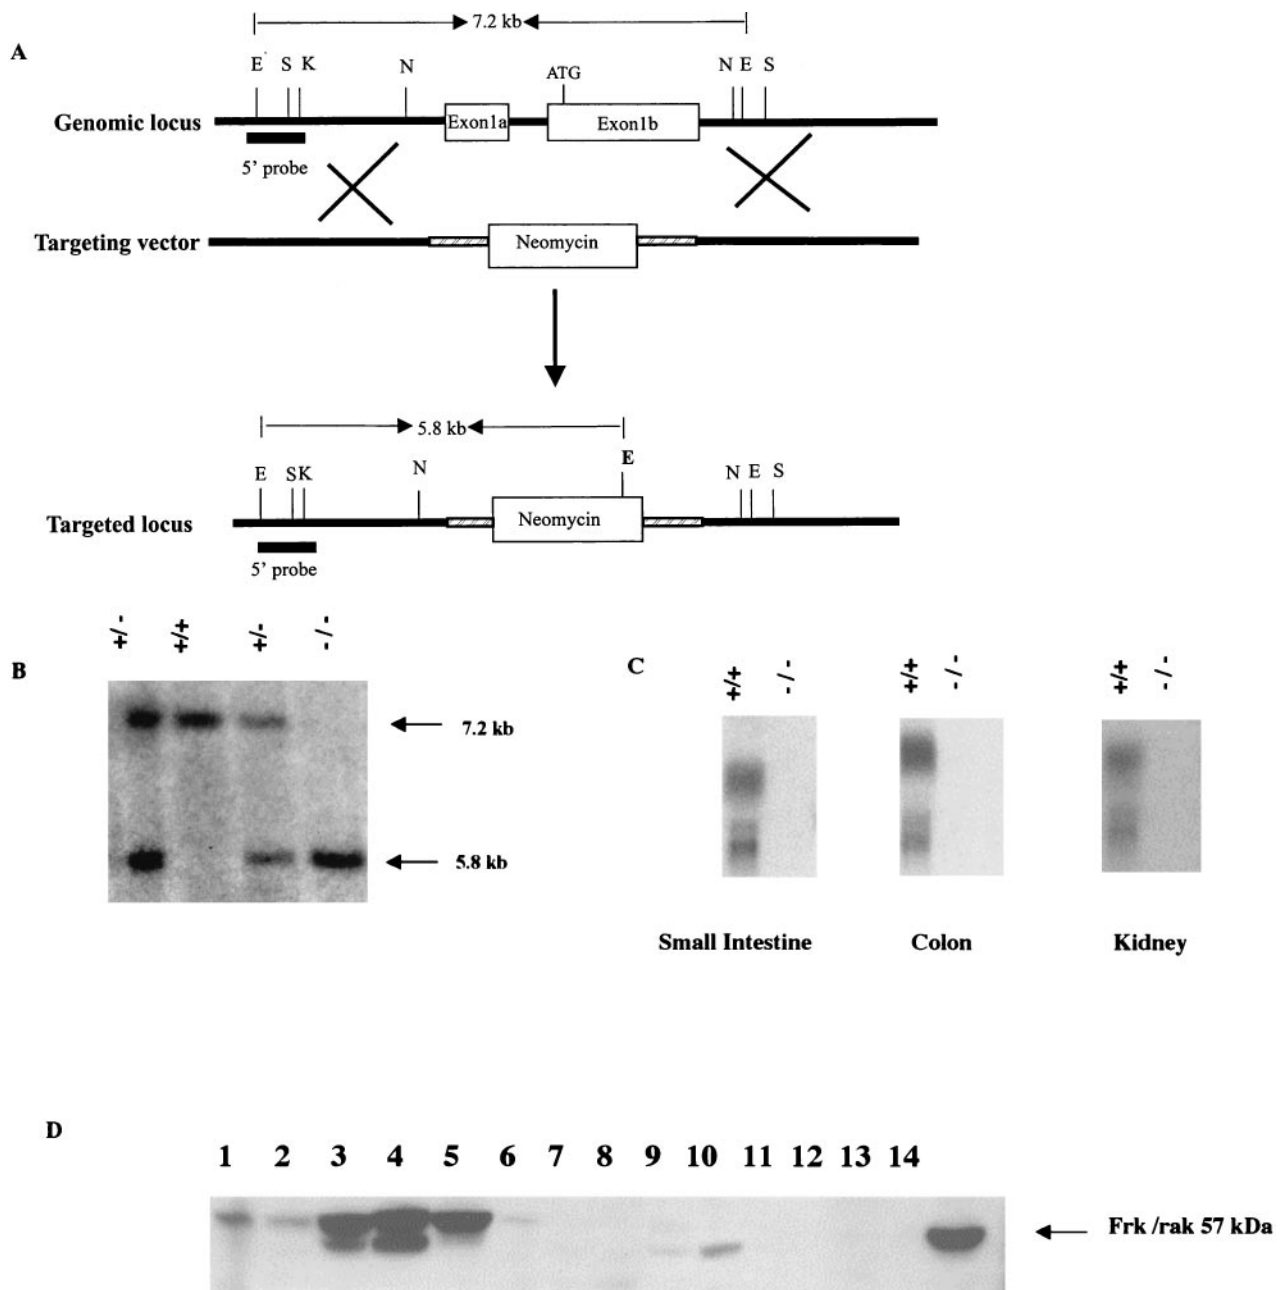 7.2 kb
A
E S K N ATG N E S
Genomic locus Exon1a Exon1b
5' probe
Targeting vector Neomycin
5.8 kb
E S K N E N E S
Targeted locus Neomycin
5' probe
+/- +/+ +/- -/-
B
7.2 kb
5.8 kb
C
+/+ -/- +/+ -/- +/+ -/-
Small Intestine Colon Kidney
D
1 2 3 4 5 6 7 8 9 10 11 12 13 14
Frk /rak 57 kDa